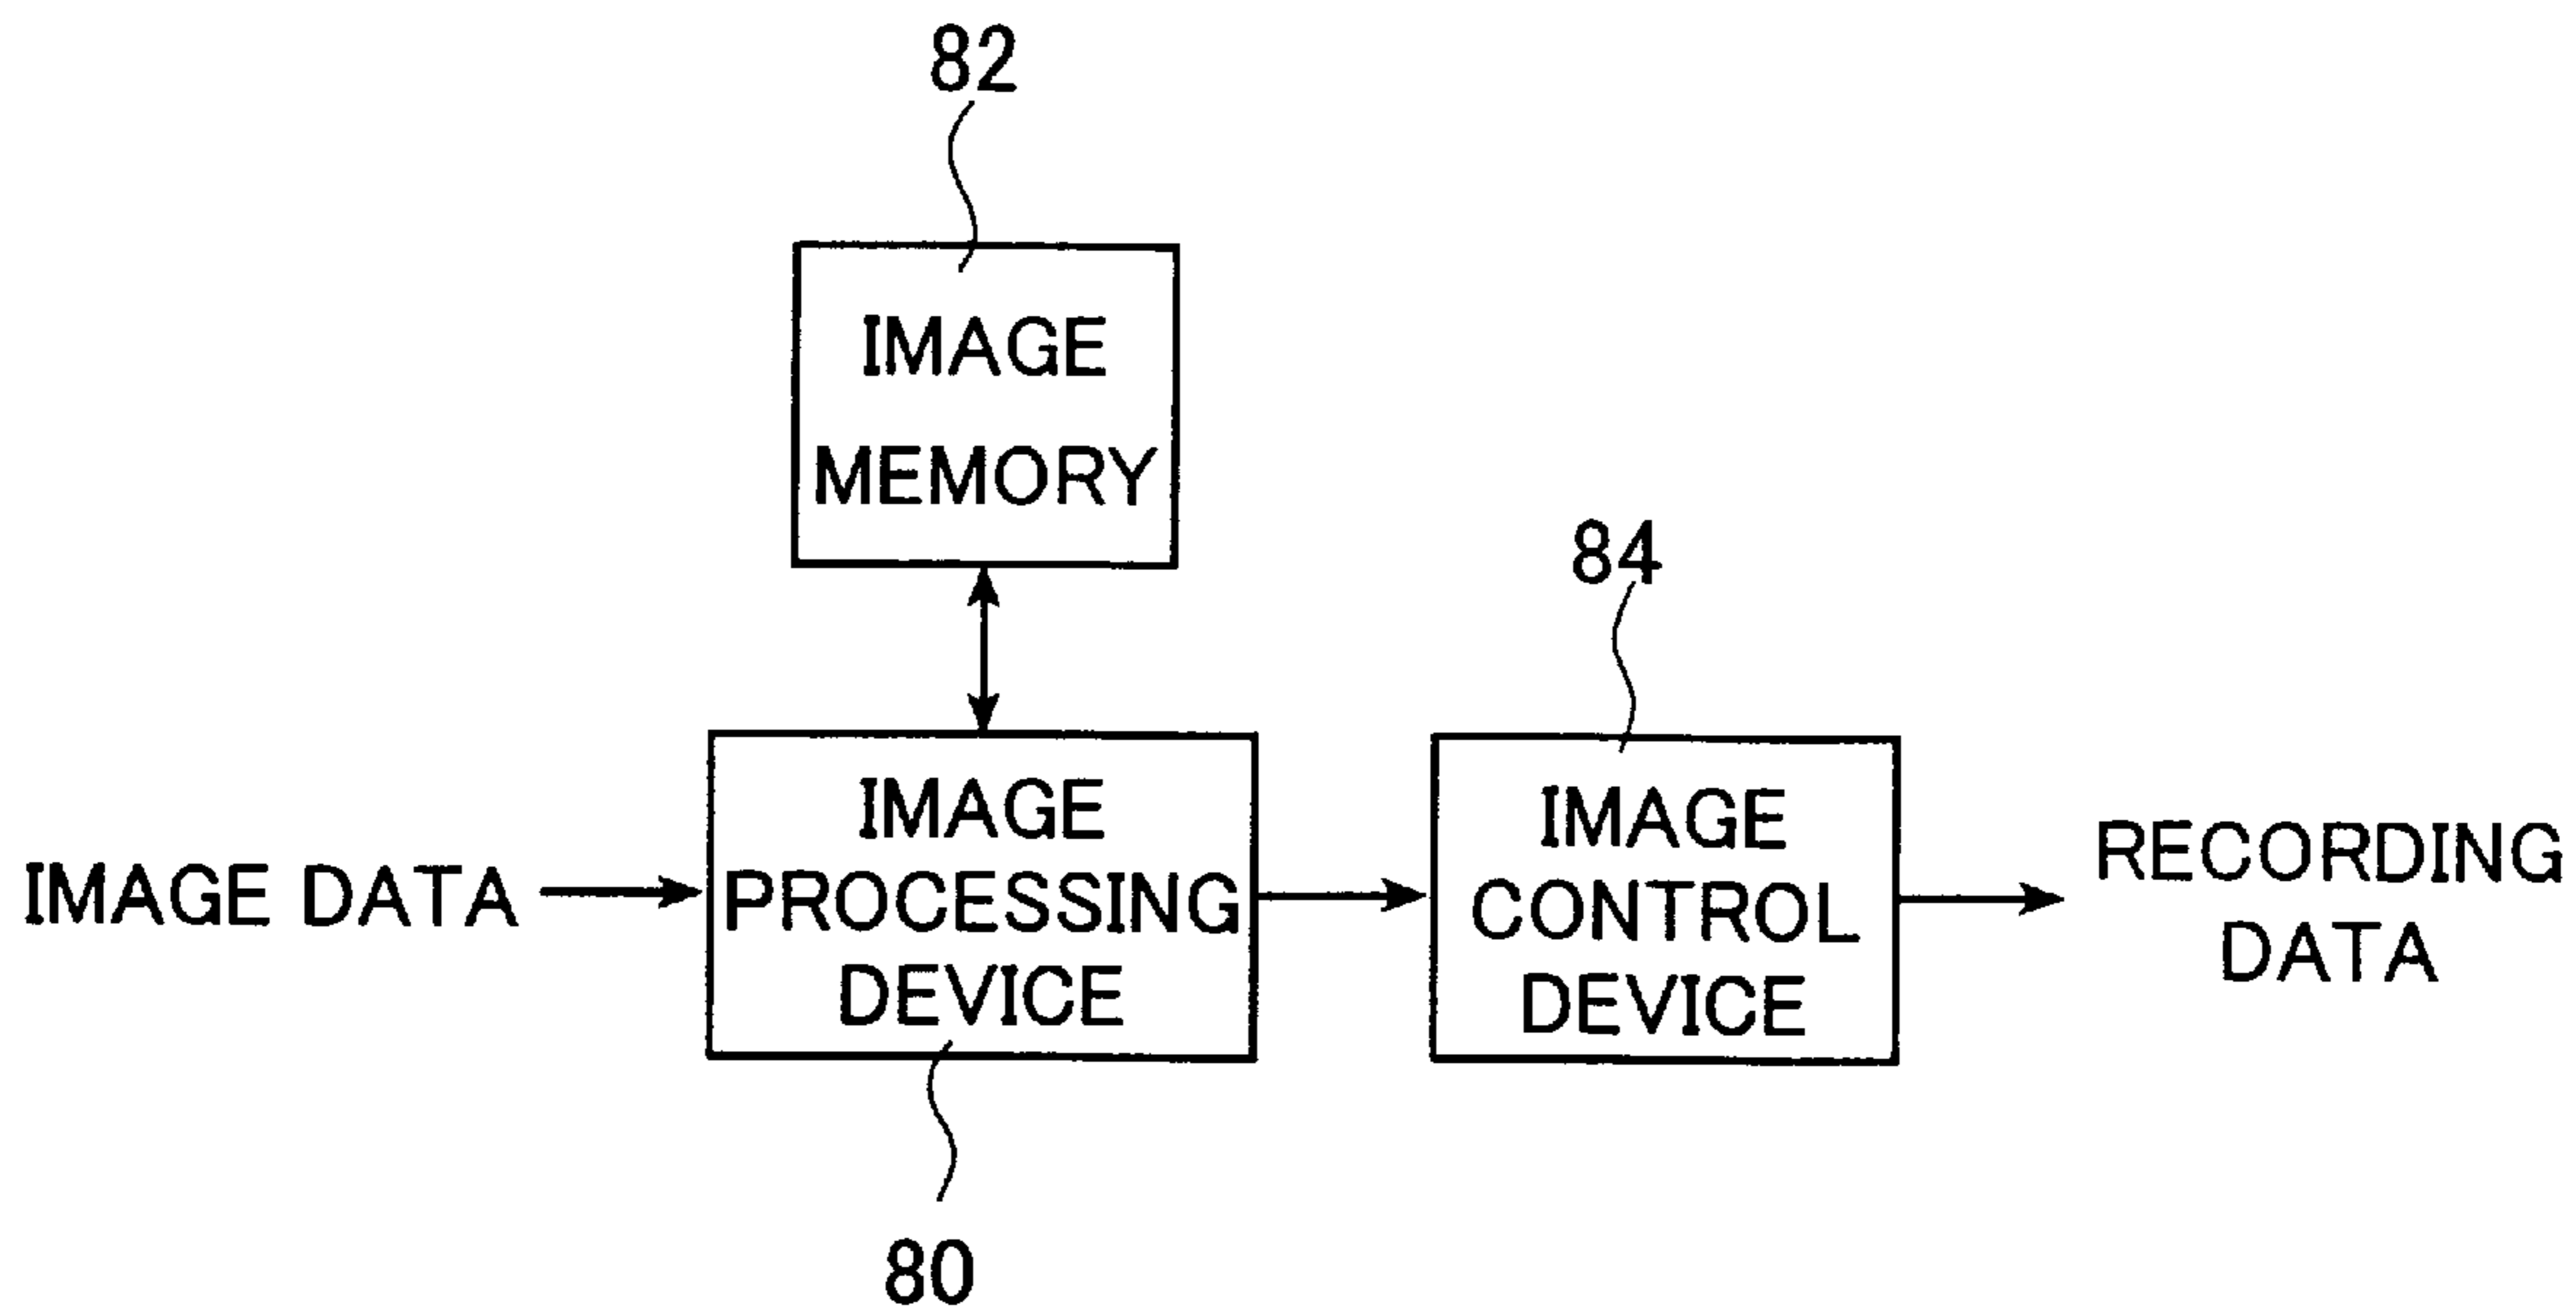 82
IMAGE
MEMORY
84
IMAGE DATA
IMAGE
PROCESSING
DEVICE
IMAGE
CONTROL
DEVICE
RECORDING
DATA
80